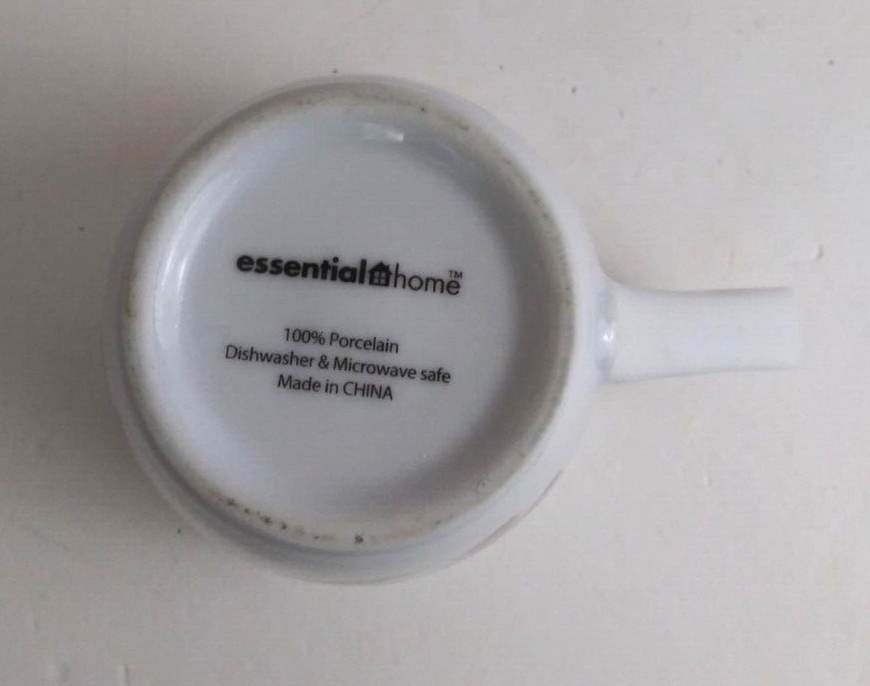 essential home™
100% Porcelain
Dishwasher & Microwave safe
Made in CHINA